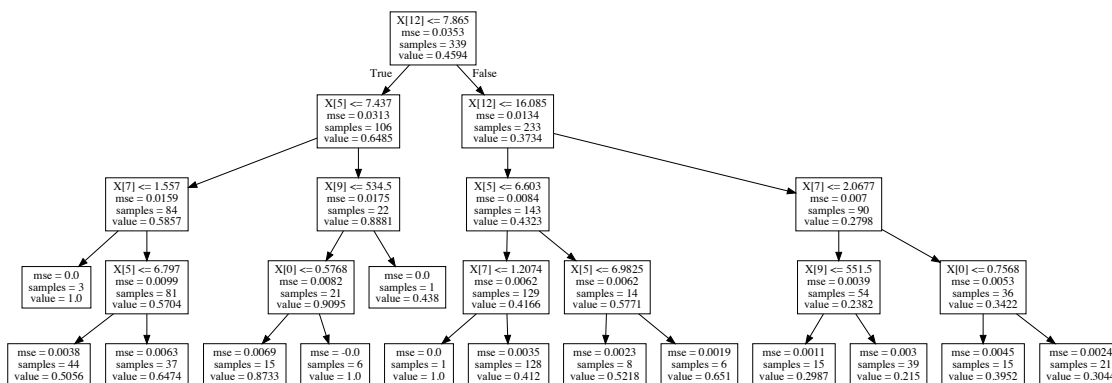 X[12] <= 7.865
mse = 0.0353
samples = 339
value = 0.4594
True
False
X[5] <= 7.437
mse = 0.0313
samples = 106
value = 0.6485
X[12] <= 16.085
mse = 0.0134
samples = 233
value = 0.3734
X[7] <= 1.557
mse = 0.0159
samples = 84
value = 0.5857
X[9] <= 534.5
mse = 0.0175
samples = 22
value = 0.8881
X[5] <= 6.603
mse = 0.0084
samples = 143
value = 0.4323
X[7] <= 2.0677
mse = 0.007
samples = 90
value = 0.2798
mse = 0.0
samples = 3
value = 1.0
X[5] <= 6.797
mse = 0.0099
samples = 81
value = 0.5704
X[0] <= 0.5768
mse = 0.0082
samples = 21
value = 0.9095
mse = 0.0
samples = 1
value = 0.438
X[7] <= 1.2074
mse = 0.0062
samples = 129
value = 0.4166
X[5] <= 6.9825
mse = 0.0062
samples = 14
value = 0.5771
X[9] <= 551.5
mse = 0.0039
samples = 54
value = 0.2382
X[0] <= 0.7568
mse = 0.0053
samples = 36
value = 0.3422
mse = 0.0038
samples = 44
value = 0.5056
mse = 0.0063
samples = 37
value = 0.6474
mse = 0.0069
samples = 15
value = 0.8733
mse = -0.0
samples = 6
value = 1.0
mse = 0.0
samples = 1
value = 1.0
mse = 0.0035
samples = 128
value = 0.412
mse = 0.0023
samples = 8
value = 0.5218
mse = 0.0019
samples = 6
value = 0.651
mse = 0.0011
samples = 15
value = 0.2987
mse = 0.003
samples = 39
value = 0.215
mse = 0.0045
samples = 15
value = 0.3952
mse = 0.0024
samples = 21
value = 0.304